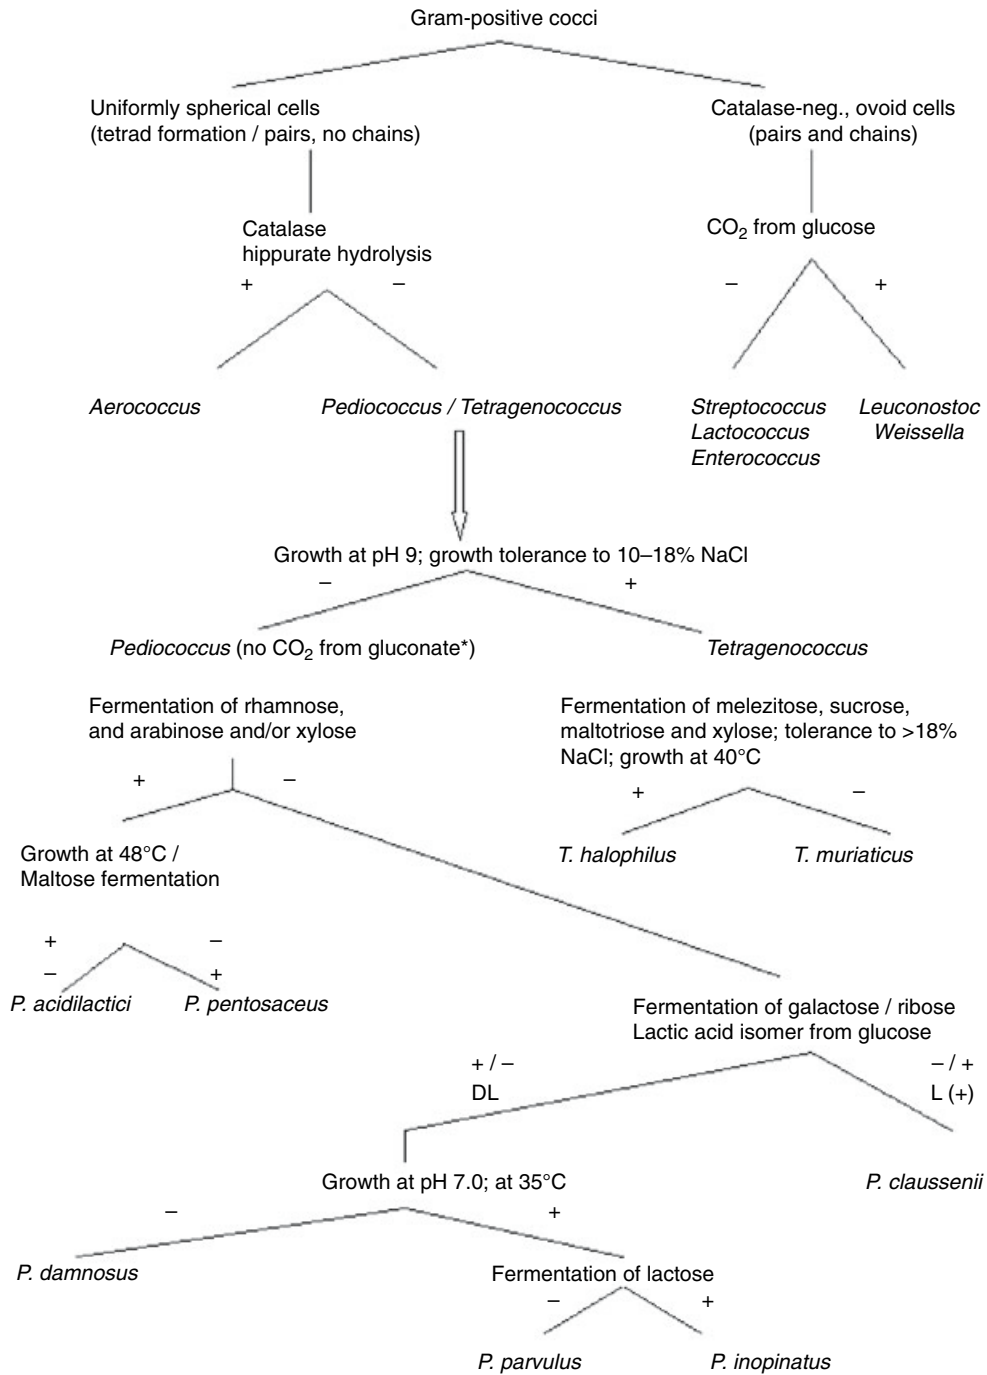 Gram-positive cocci
Uniformly spherical cells
(tetrad formation / pairs, no chains)
Catalase-neg., ovoid cells
(pairs and chains)
Catalase
hippurate hydrolysis
CO2 from glucose
+ –
– +
Aerococcus
Pediococcus / Tetragenococcus
Streptococcus
Lactococcus
Enterococcus
Leuconostoc
Weissella
Growth at pH 9; growth tolerance to 10–18% NaCl
– +
Pediococcus (no CO2 from gluconate*)
Tetragenococcus
Fermentation of rhamnose,
and arabinose and/or xylose
+ –
Fermentation of melezitose, sucrose,
maltotriose and xylose; tolerance to >18%
NaCl; growth at 40°C
+ –
T. halophilus
T. muriaticus
Growth at 48°C /
Maltose fermentation
+ –
– +
P. acidilactici
P. pentosaceus
Fermentation of galactose / ribose
Lactic acid isomer from glucose
+ / –
DL
– / +
L (+)
Growth at pH 7.0; at 35°C
P. claussenii
– +
P. damnosus
Fermentation of lactose
– +
P. parvulus
P. inopinatus